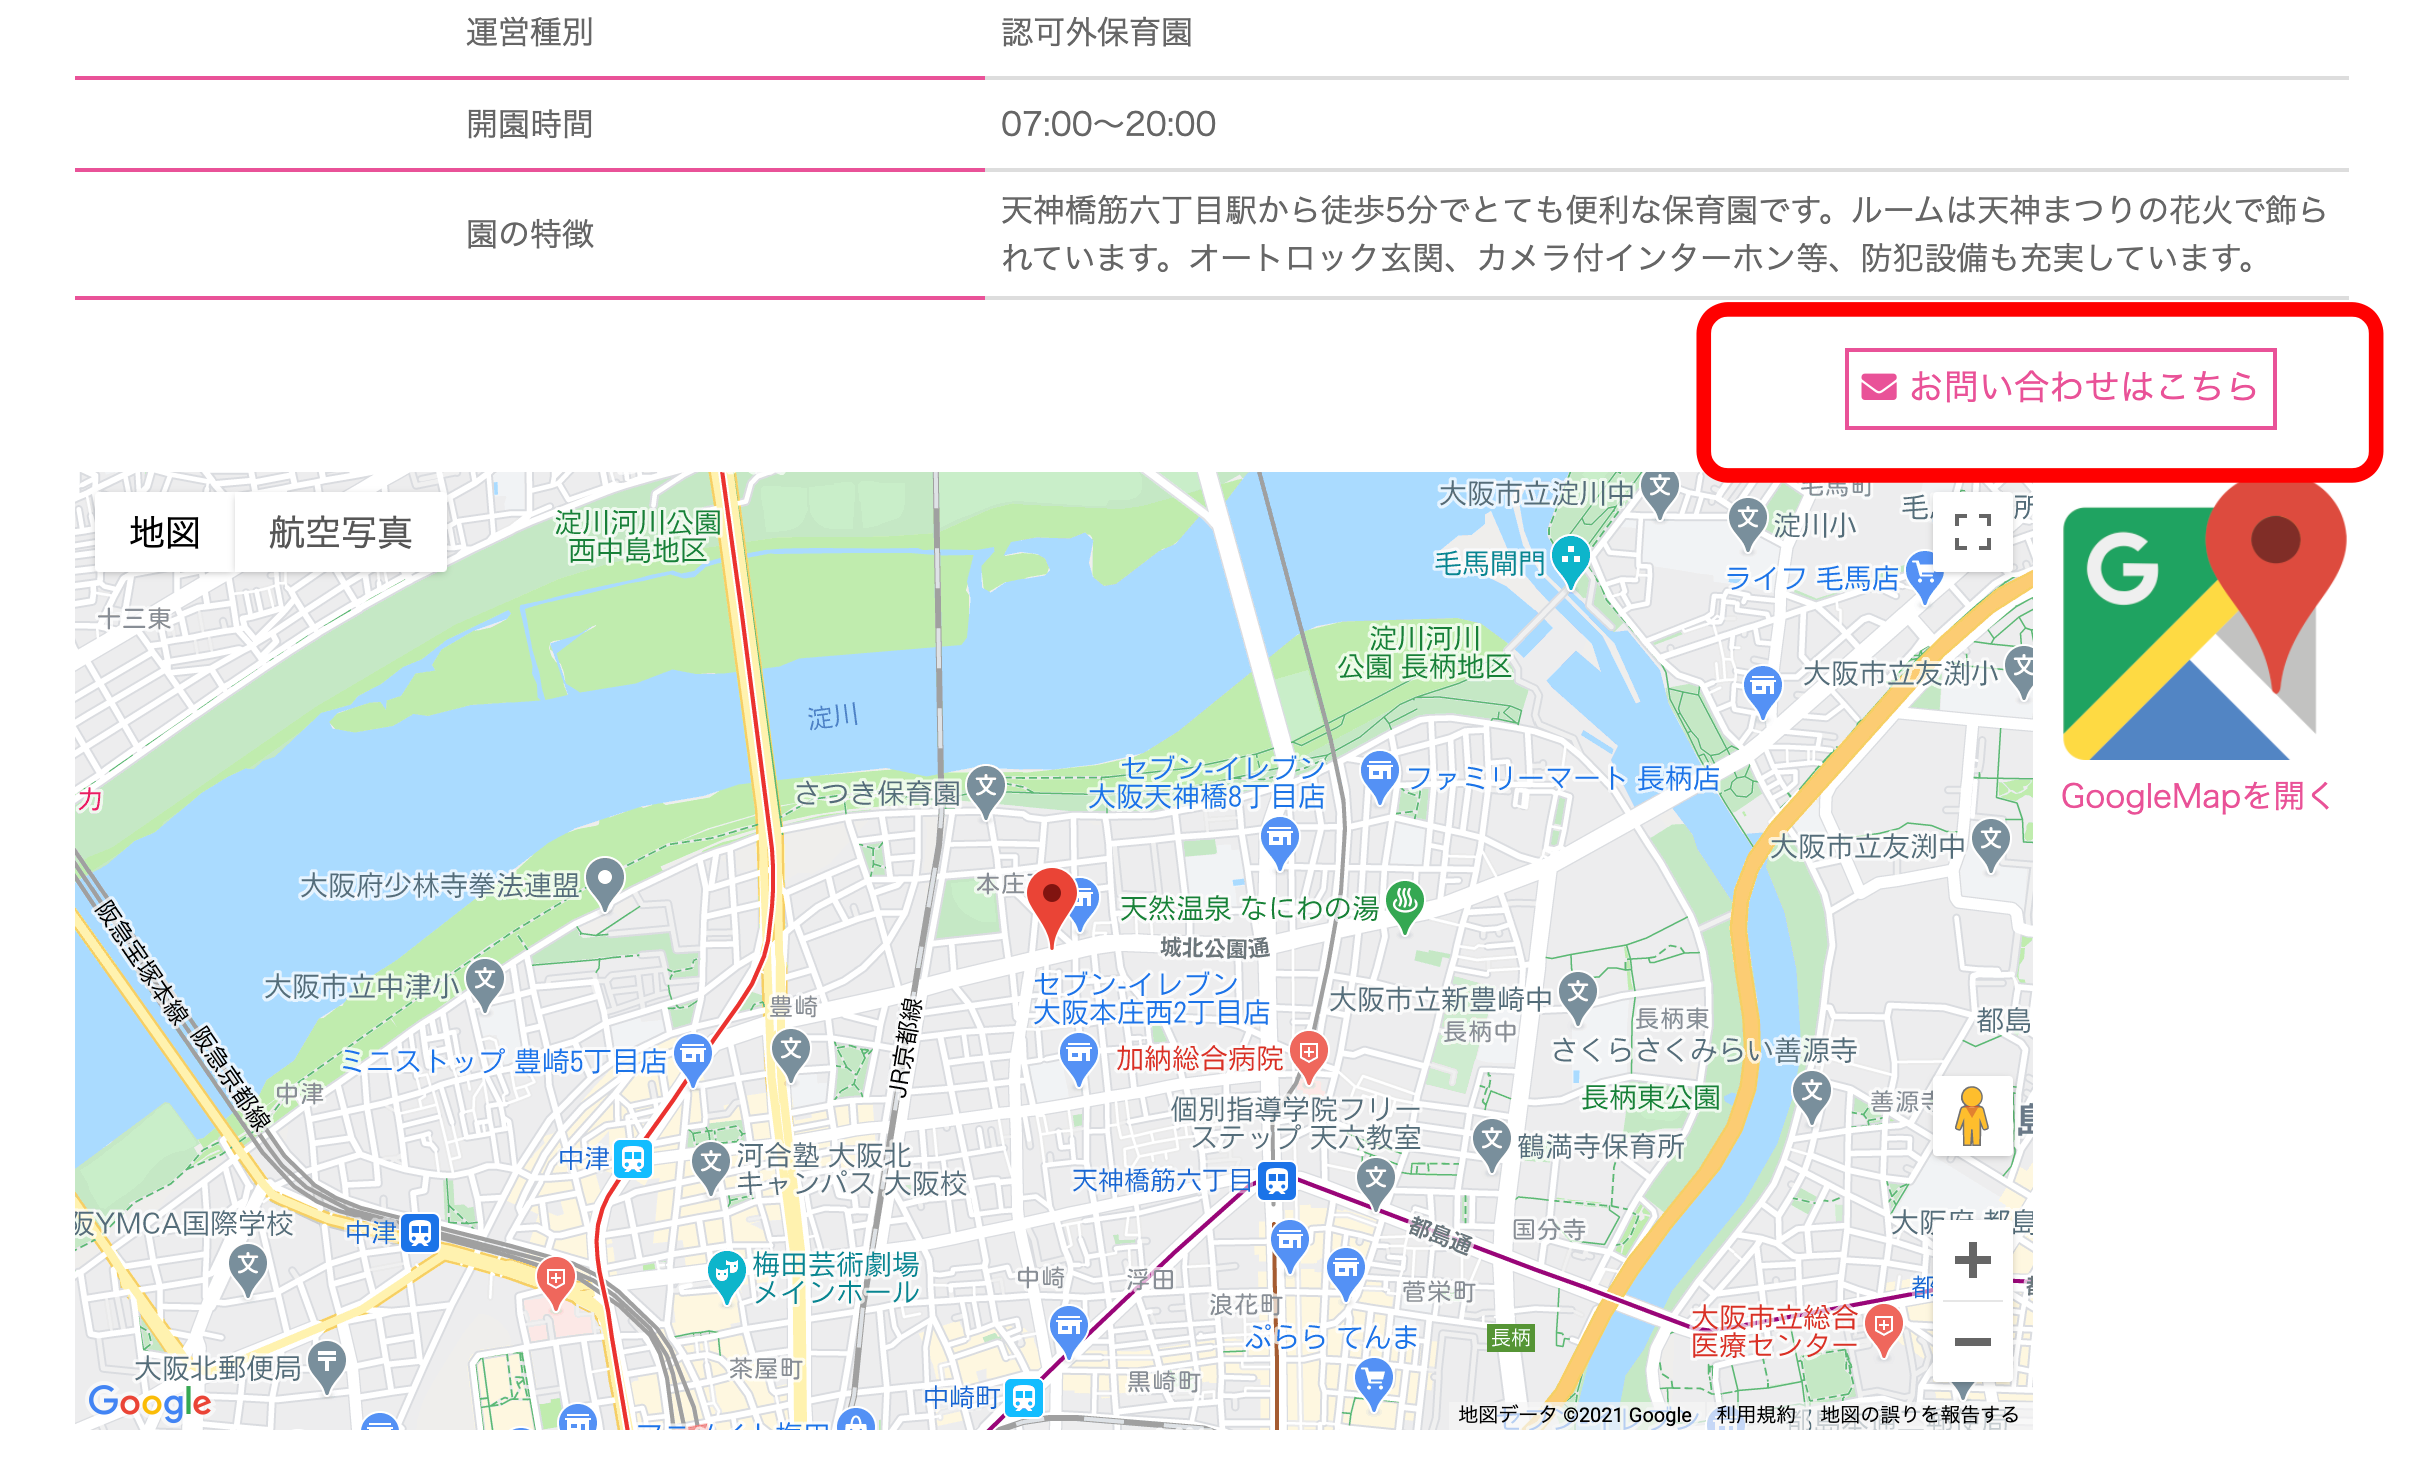 運営種別
認可外保育園
開園時間
07:00〜20:00
園の特徴
天神橋筋六丁目駅から徒歩5分でとても便利な保育園です。ルームは天神まつりの花火で飾ら
れています。オートロック玄関、カメラ付インターホン等、防犯設備も充実しています。
お問い合わせはこちら
地図
航空写真
淀川河川公園
西中島地区
大阪市立淀川中
毛馬町
淀川小
毛馬閘門
ライフ 毛馬店
十三東
淀川河川
公園 長柄地区
大阪市立友渕小
淀川
G
セブン-イレブン
大阪天神橋8丁目店
ファミリーマート 長柄店
さつき保育園
カ
GoogleMapを開く
大阪市立友渕中
大阪府少林寺拳法連盟
本庄
天然温泉 なにわの湯
城北公園通
阪急宝塚本線
阪急京都線
大阪市立中津小
セブン-イレブン
大阪本庄西2丁目店
大阪市立新豊崎中
豊崎
JR京都線
長柄中
長柄東
都島
ミニストップ 豊崎5丁目店
加納総合病院
さくらさくみらい善源寺
中津
長柄東公園
善源寺
個別指導学院フリー
ステップ 天六教室
鶴満寺保育所
中津
河合塾 大阪北
キャンパス 大阪校
天神橋筋六丁目
都島通
国分寺
阪YMCA国際学校
中津
梅田芸術劇場
メインホール
中崎
浮田
浪花町
菅栄町
ぷらら てんま
長柄
大阪市立総合
医療センター
大阪北郵便局
茶屋町
黒崎町
中崎町
Google
地図データ ©2021 Google
利用規約
地図の誤りを報告する